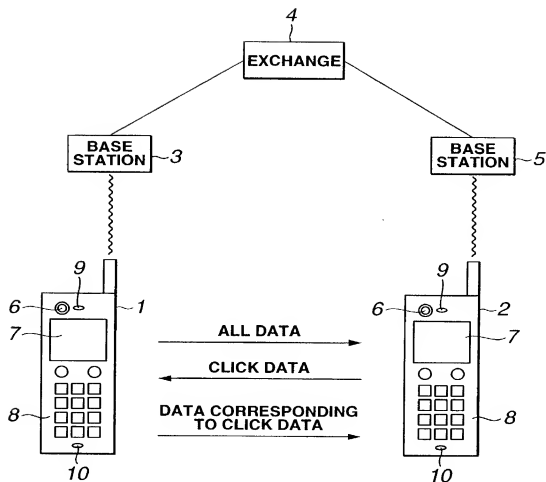 4
EXCHANGE
BASE
STATION
3
BASE
STATION
5
9
6
1
7
8
10
9
6
2
7
8
10
ALL DATA
CLICK DATA
DATA CORRESPONDING
TO CLICK DATA